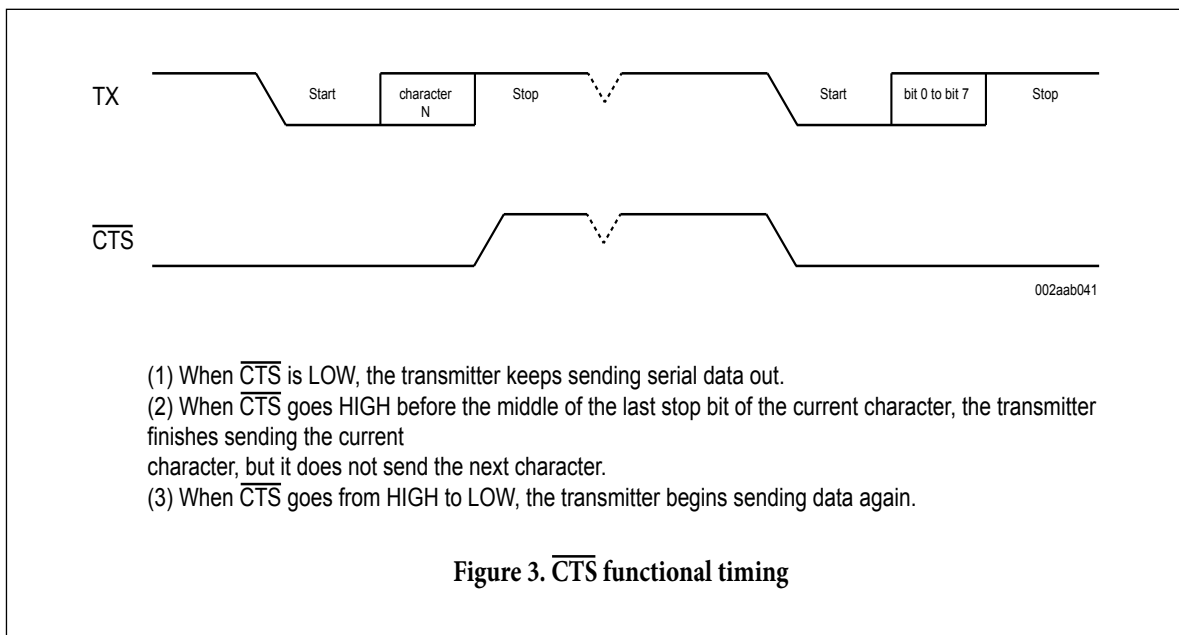 TX
Start
character
N
Stop
Start
bit 0 to bit 7
Stop
CTS
002aab041
(1) When CTS is LOW, the transmitter keeps sending serial data out.
(2) When CTS goes HIGH before the middle of the last stop bit of the current character, the transmitter
finishes sending the current
character, but it does not send the next character.
(3) When CTS goes from HIGH to LOW, the transmitter begins sending data again.
Figure 3. CTS functional timing